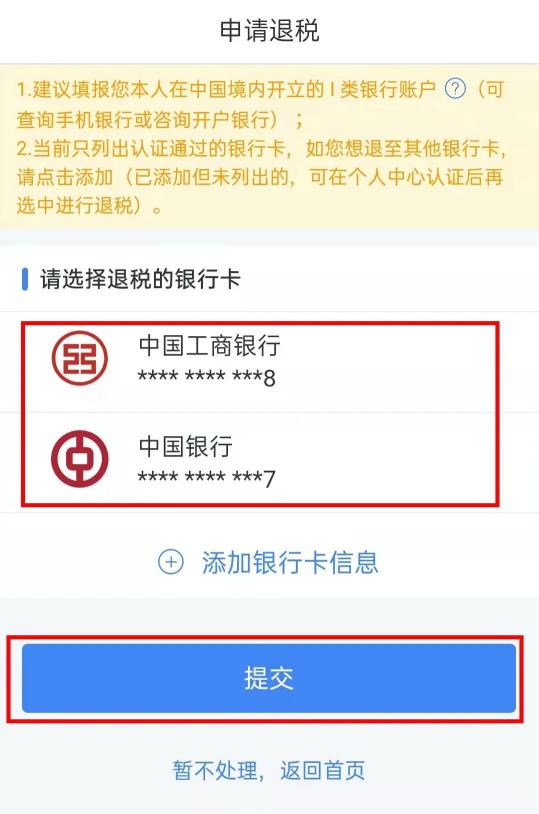 申请退税
1.建议填报您本人在中国境内开立的 I 类银行账户 ? （可
查询手机银行或咨询开户银行）；
2.当前只列出认证通过的银行卡，如您想退至其他银行卡，
请点击添加（已添加但未列出的，可在个人中心认证后再
选中进行退税）。
请选择退税的银行卡
中国工商银行
**** **** ***8
中国银行
**** **** ***7
添加银行卡信息
提交
暂不处理，返回首页